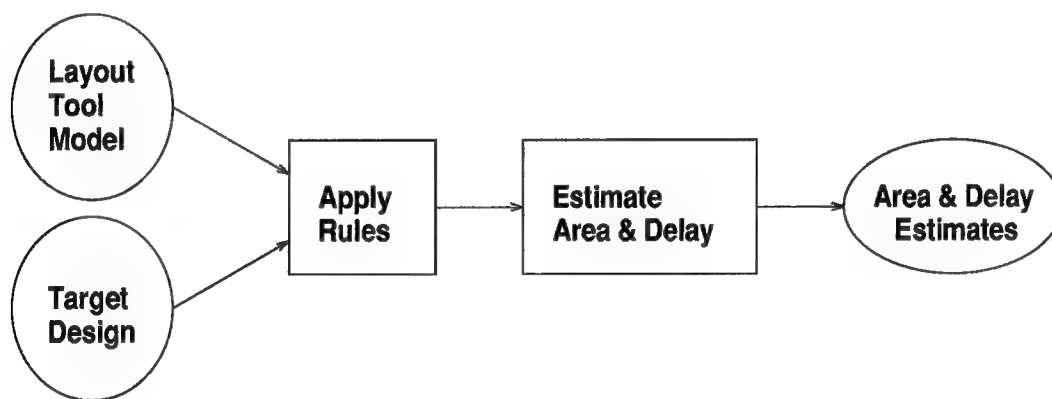 Layout
Tool
Model
Target
Design
Apply
Rules
Estimate
Area & Delay
Area & Delay
Estimates